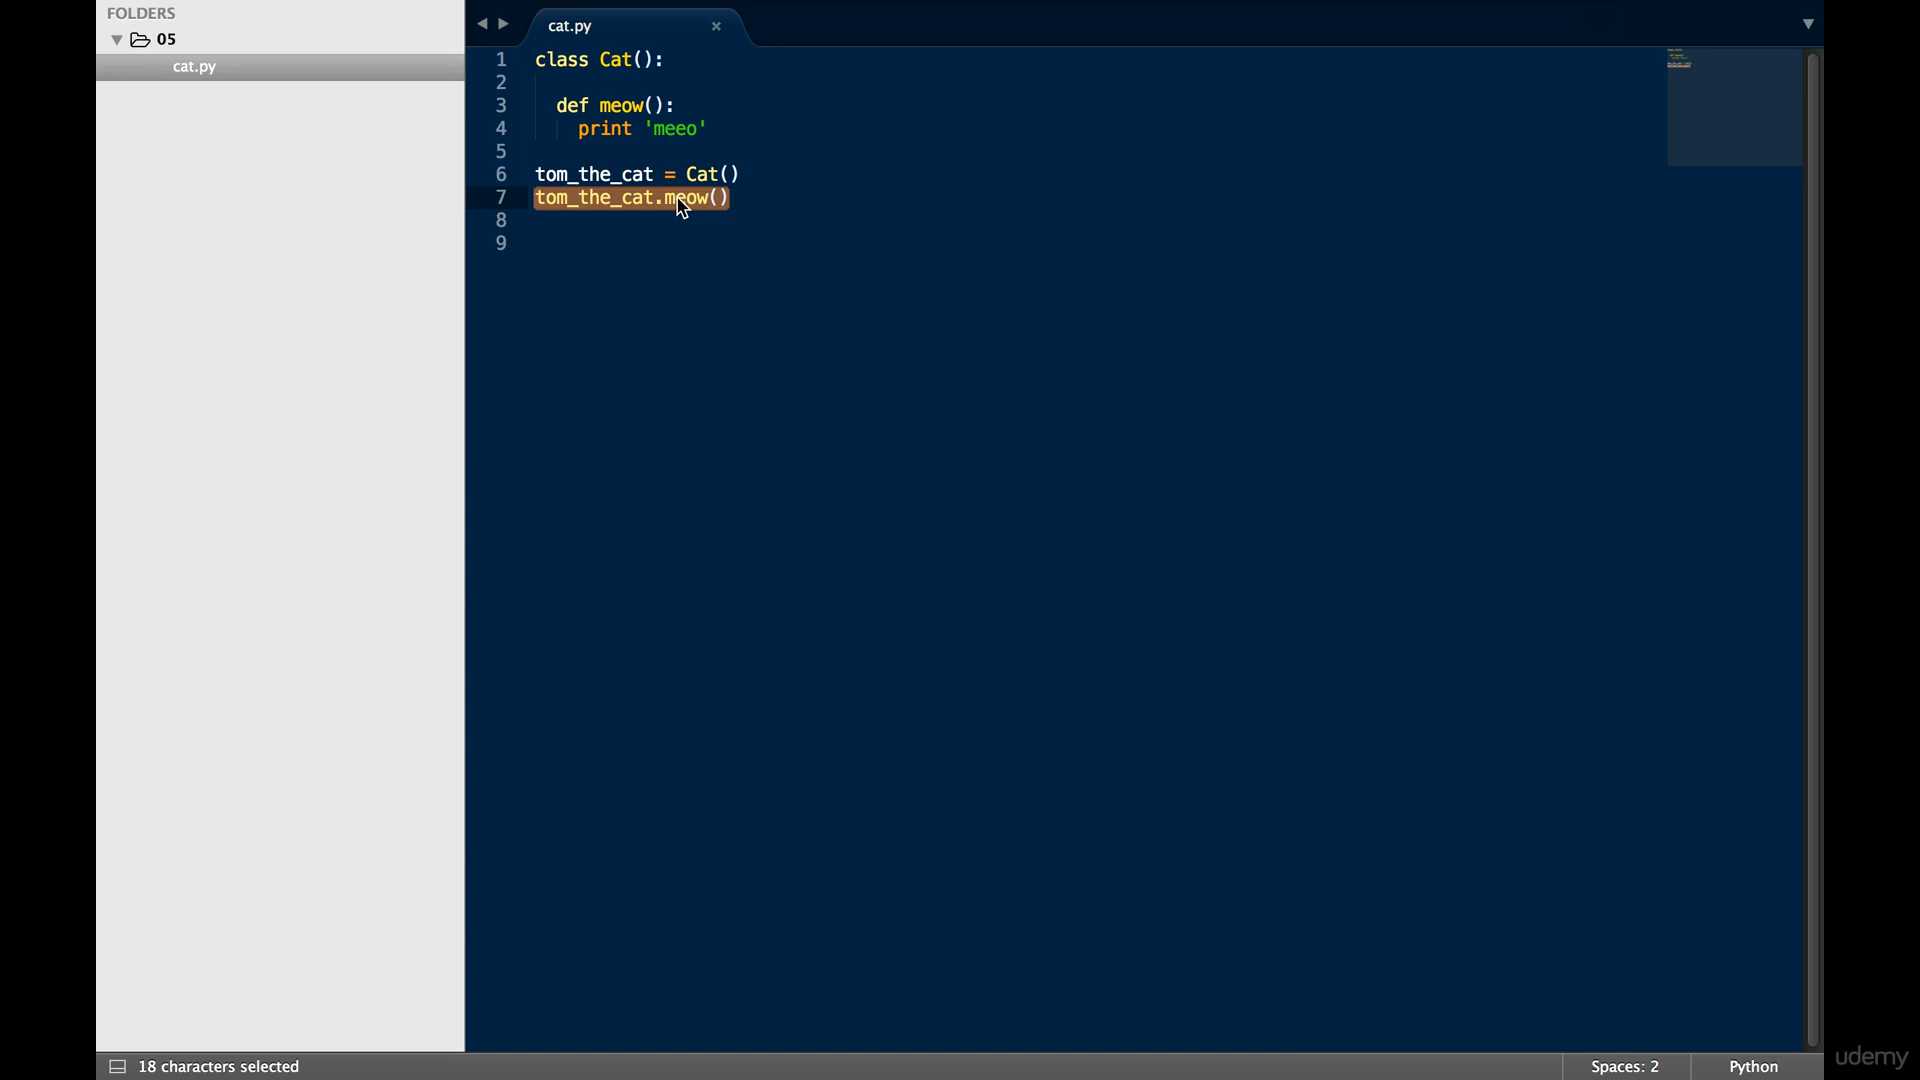 FOLDERS
05
cat.py
cat.py
1 class Cat():
2
3 def meow():
4 print 'meeo'
5
6 tom_the_cat = Cat()
7 tom_the_cat.meow()
8
9
18 characters selected
Spaces: 2
Python
udemy